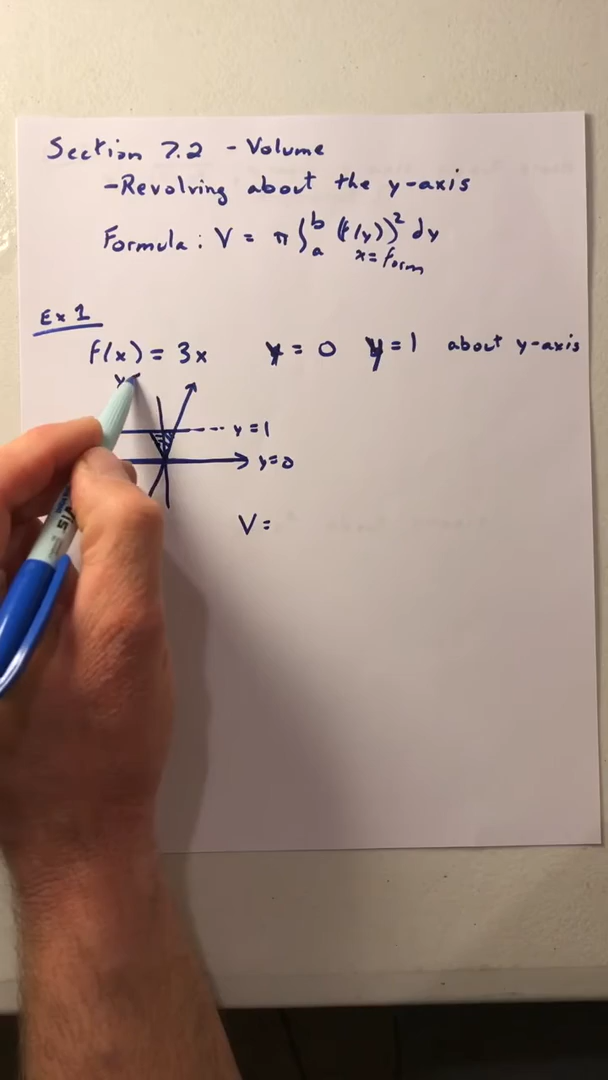 Section 7.2 - Volume
- Revolving about the y-axis
Formula: V = π ∫ₐᵇ (f(y))² dy
x = form
Ex 1
f(x) = 3x y = 0 y = 1 about y-axis
y
y = 1
y = 0
V =